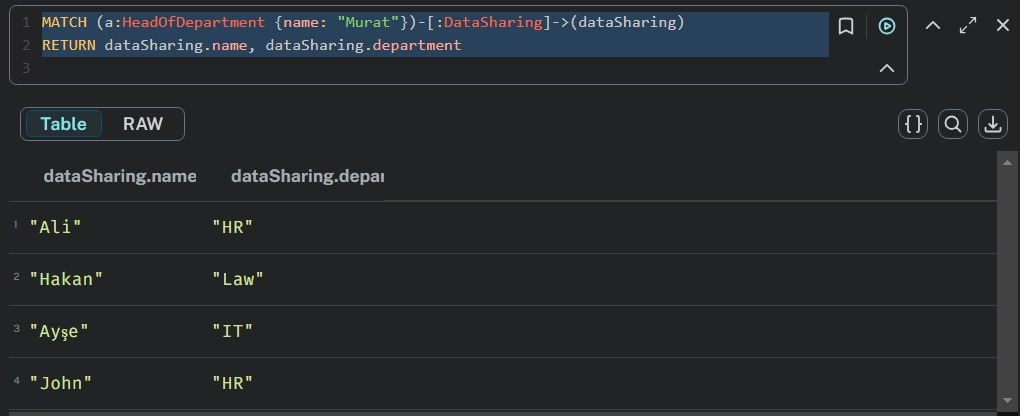 1 MATCH (a:HeadOfDepartment {name: "Murat"})-[:DataSharing]->(dataSharing)
2 RETURN dataSharing.name, dataSharing.department
3
Table RAW
dataSharing.name dataSharing.depar
1 "Ali" "HR"
2 "Hakan" "Law"
3 "Ayşe" "IT"
4 "John" "HR"